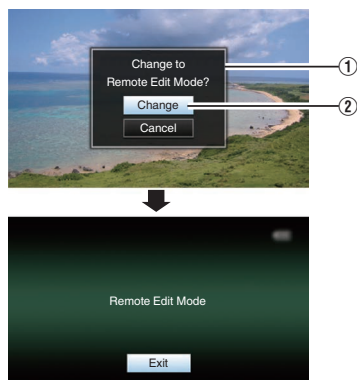 Change to
Remote Edit Mode?
①
Change
②
Cancel
Remote Edit Mode
Exit